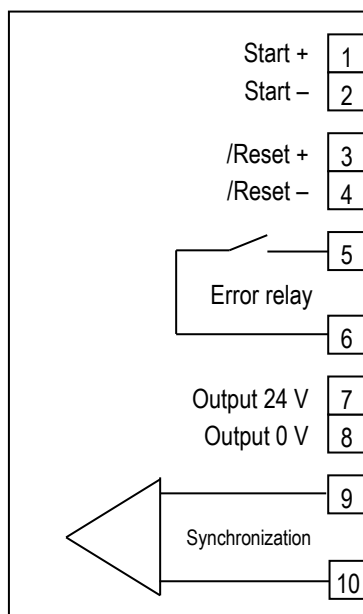 Start + 1
Start – 2
/Reset + 3
/Reset – 4
5
Error relay
6
Output 24 V 7
Output 0 V 8
9
Synchronization
10